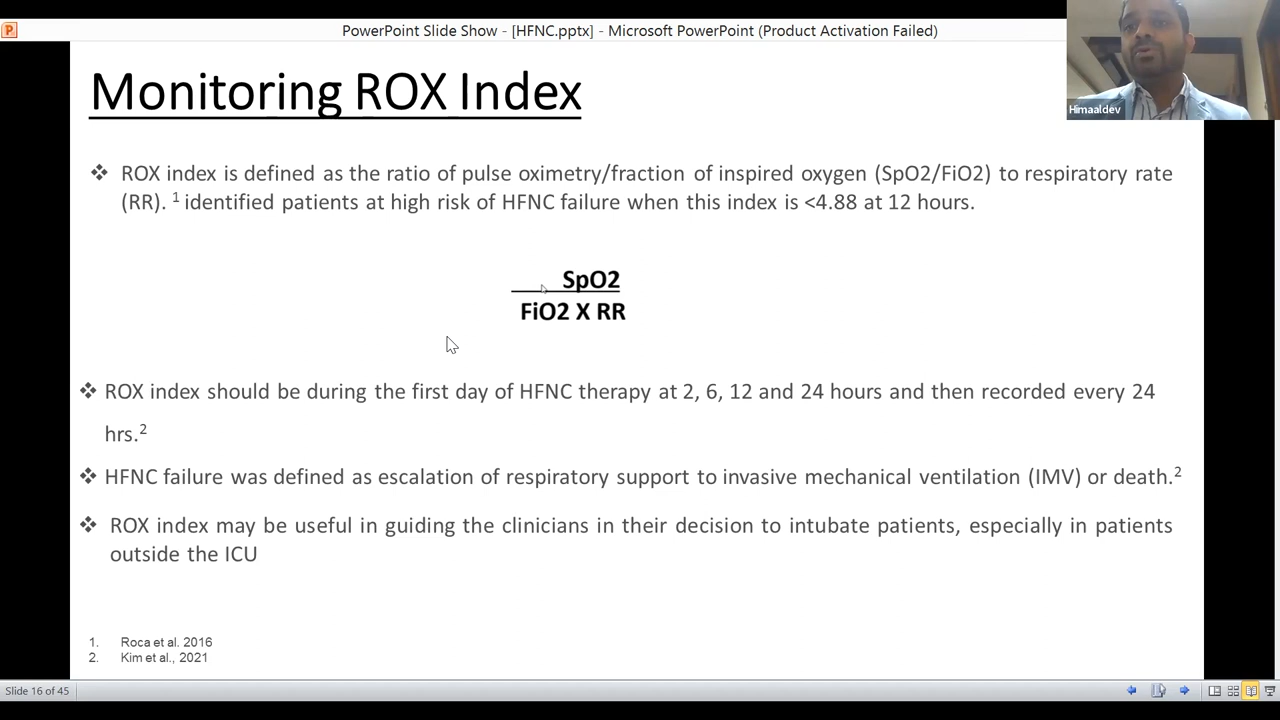 PowerPoint Slide Show - [HFNC.pptx] - Microsoft PowerPoint (Product Activation Failed)
Himaaldev
Monitoring ROX Index
❖ ROX index is defined as the ratio of pulse oximetry/fraction of inspired oxygen (SpO2/FiO2) to respiratory rate
(RR). 1 identified patients at high risk of HFNC failure when this index is <4.88 at 12 hours.
SpO2
FiO2 X RR
❖ ROX index should be during the first day of HFNC therapy at 2, 6, 12 and 24 hours and then recorded every 24
hrs.2
❖ HFNC failure was defined as escalation of respiratory support to invasive mechanical ventilation (IMV) or death.2
❖ ROX index may be useful in guiding the clinicians in their decision to intubate patients, especially in patients
outside the ICU
1. Roca et al. 2016
2. Kim et al., 2021
Slide 16 of 45